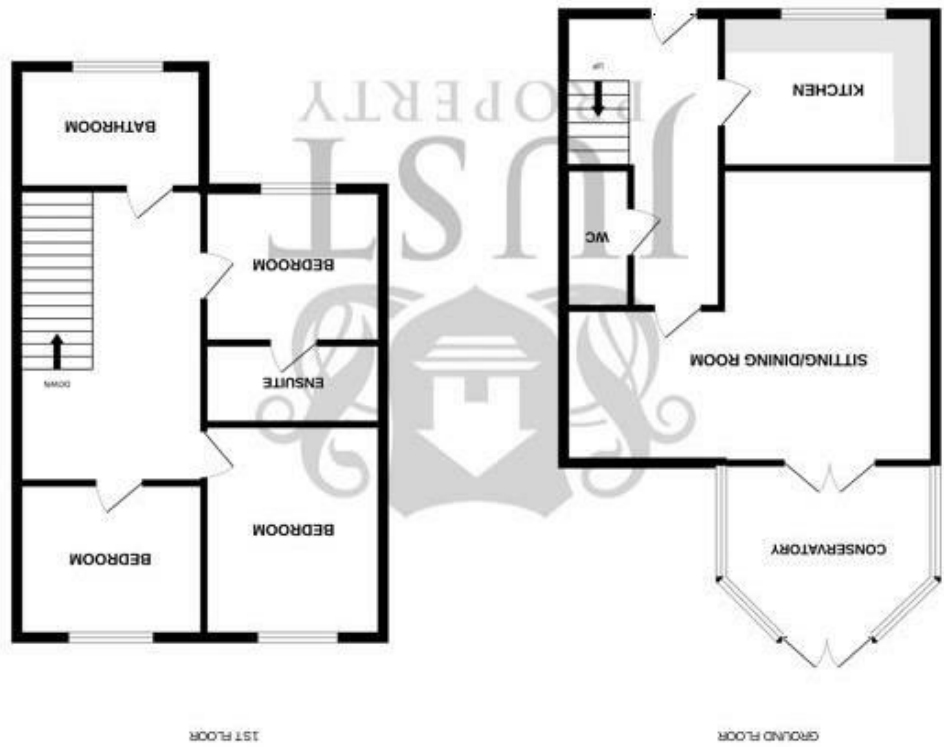 GROUND FLOOR
CONSERVATORY
SITTING/DINING ROOM
WC
KITCHEN
UP
1ST FLOOR
BEDROOM
BEDROOM
ENSUITE
DOWN
BEDROOM
BATHROOM
JUST
PROPERTY